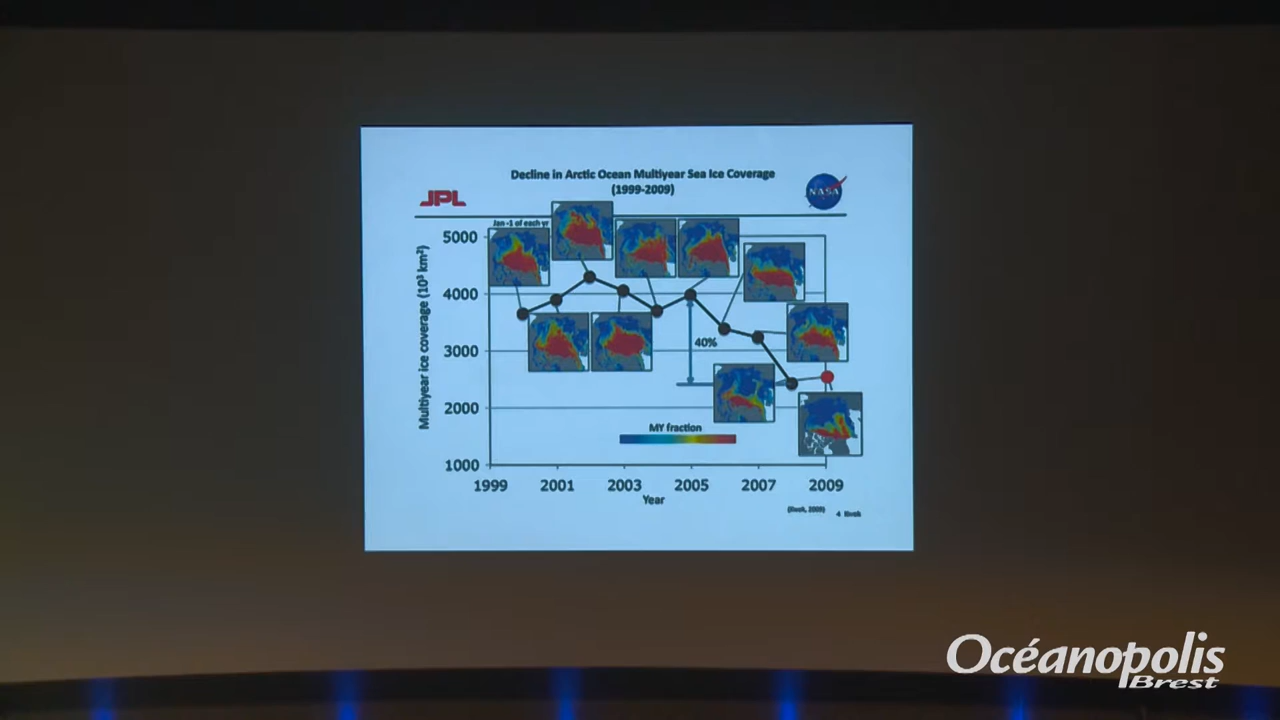 Decline in Arctic Ocean Multiyear Sea Ice Coverage
(1999-2009)
JPL
NASA
Jan -1 of each yr
Multiyear ice coverage (10³ km²)
5000
4000
3000
2000
1000
40%
MY fraction
1999 2001 2003 2005 2007 2009
Year
(Kwok, 2009)
Océanopolis
Brest